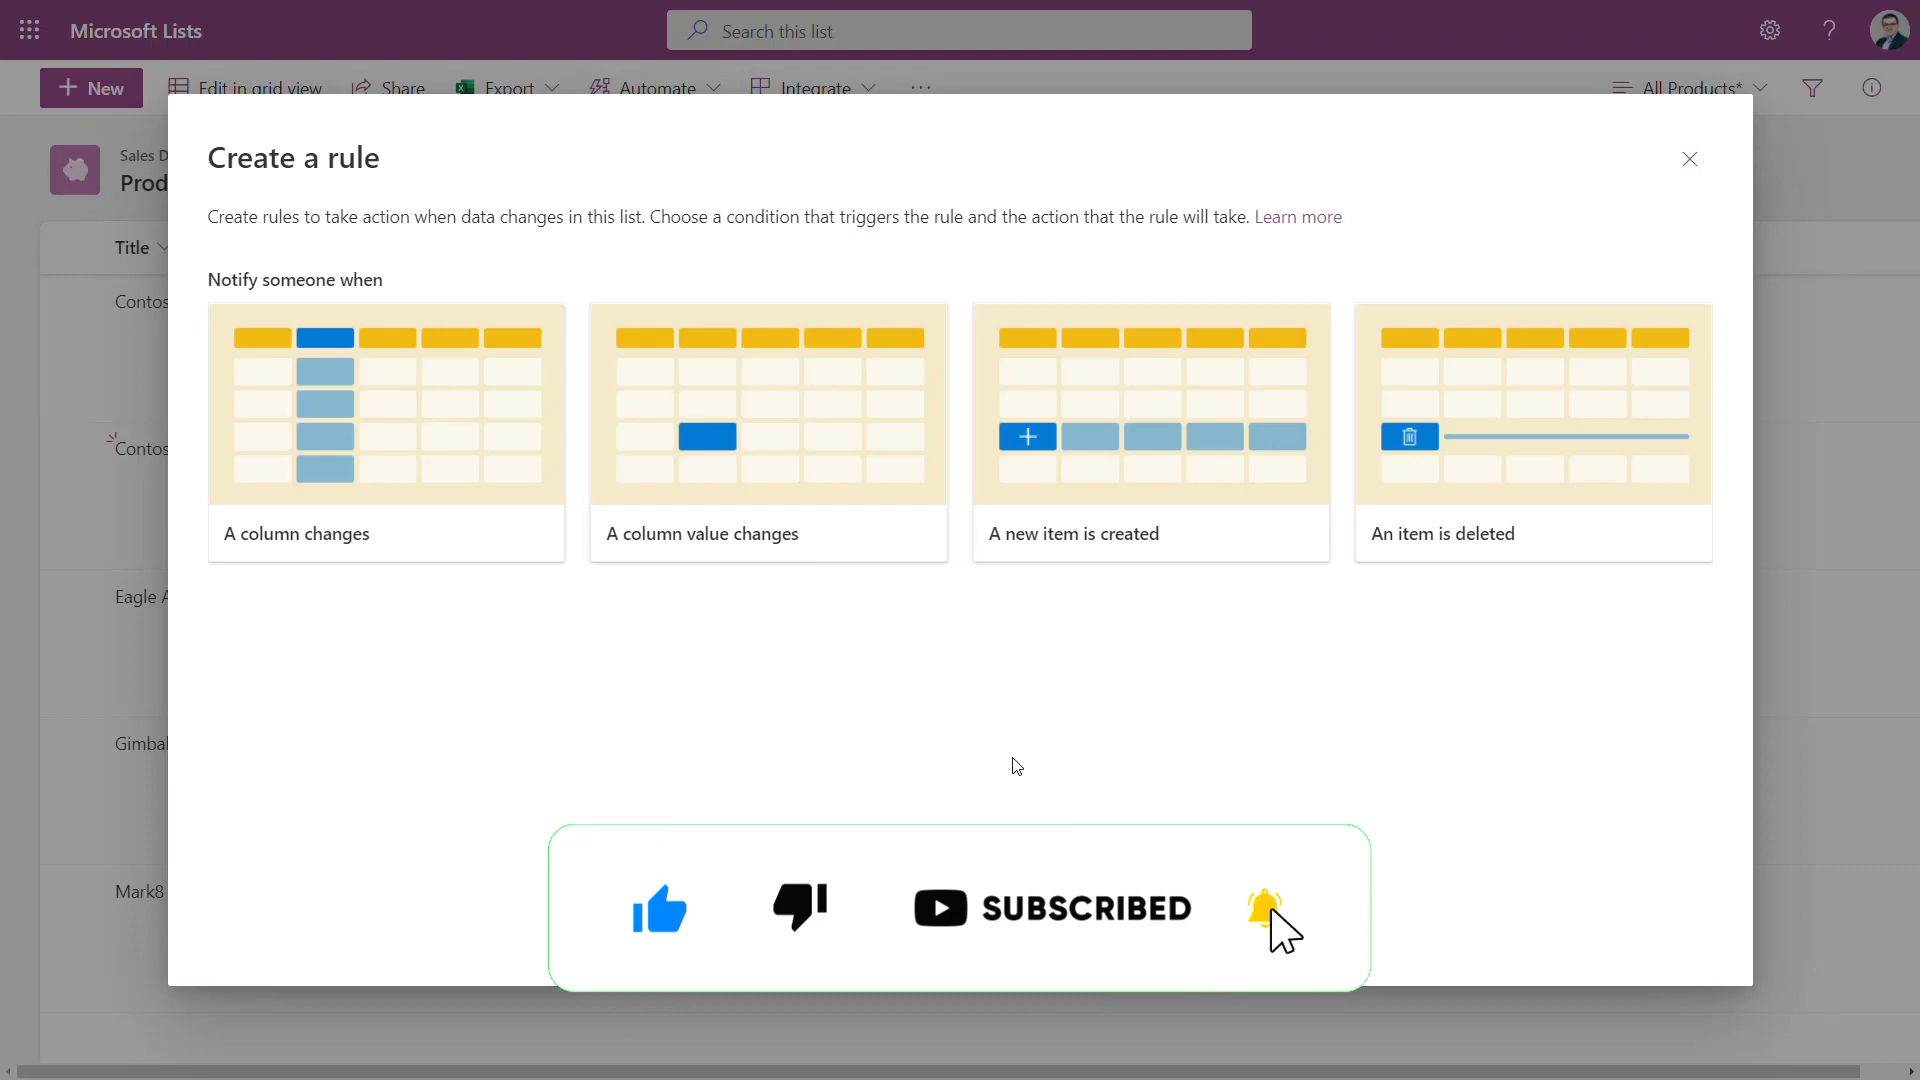 Microsoft Lists
Search this list
New
Edit in grid view
Share
Export
Automate
Integrate
All Products*
Create a rule
Sales D
Prod
Create rules to take action when data changes in this list. Choose a condition that triggers the rule and the action that the rule will take. Learn more
Title
Notify someone when
Contos
Contos
A column changes
A column value changes
A new item is created
An item is deleted
Eagle A
Gimbal
Mark8
SUBSCRIBED